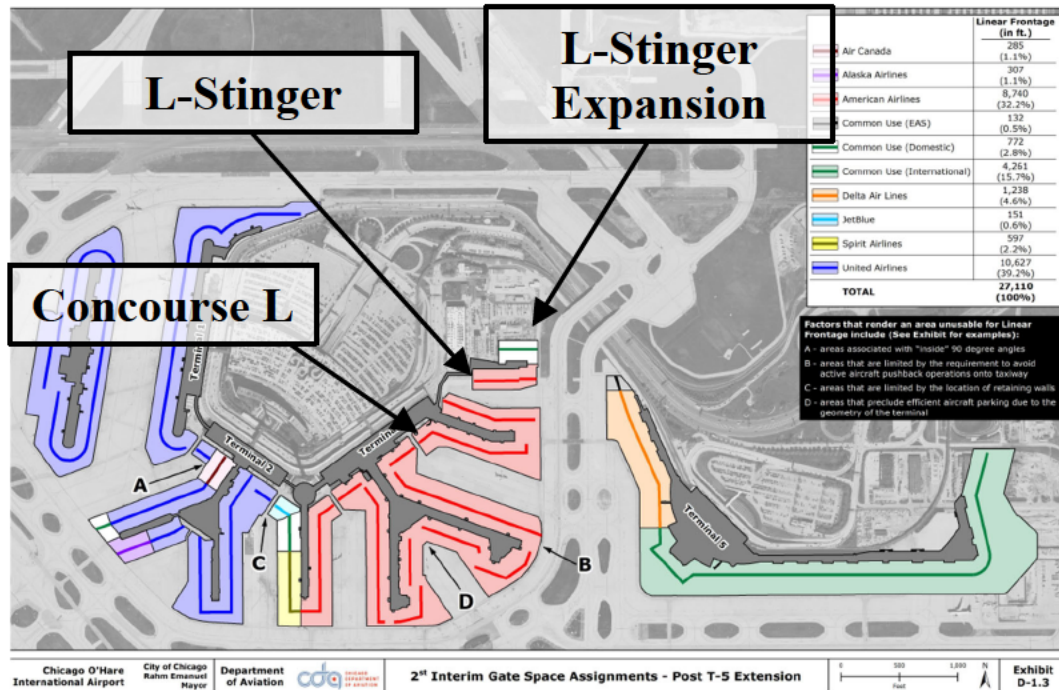 L-Stinger
L-Stinger
Expansion
Concourse L
Linear Frontage
(in ft.)
Air Canada
285
(1.1%)
Alaska Airlines
307
(1.1%)
American Airlines
8,740
(32.2%)
Common Use (EAS)
132
(0.5%)
Common Use (Domestic)
772
(2.8%)
Common Use (International)
4,261
(15.7%)
Delta Air Lines
1,238
(4.6%)
JetBlue
151
(0.6%)
Spirit Airlines
597
(2.2%)
United Airlines
10,627
(39.2%)
TOTAL
27,110
(100%)
Factors that render an area unusable for Linear
Frontage include (See Exhibit for examples):
A - areas associated with "inside" 90 degree angles
B - areas that are limited by the requirement to avoid
active aircraft pushback operations onto taxiway
C - areas that are limited by the location of retaining walls
D - areas that preclude efficient aircraft parking due to the
geometry of the terminal
Terminal 1
Terminal 2
Terminal
Terminal 5
A
B
C
D
Chicago O'Hare
International Airport
City of Chicago
Rahm Emanuel
Mayor
Department
of Aviation
cda
CHICAGO
DEPARTMENT
OF AVIATION
2st Interim Gate Space Assignments - Post T-5 Extension
0 500 1,000
Feet
N
Exhibit
D-1.3